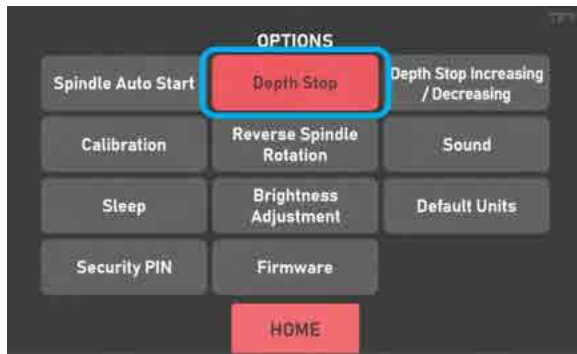 OPTIONS
Spindle Auto Start
Depth Stop
Depth Stop Increasing
/ Decreasing
Calibration
Reverse Spindle
Rotation
Sound
Sleep
Brightness
Adjustment
Default Units
Security PIN
Firmware
HOME